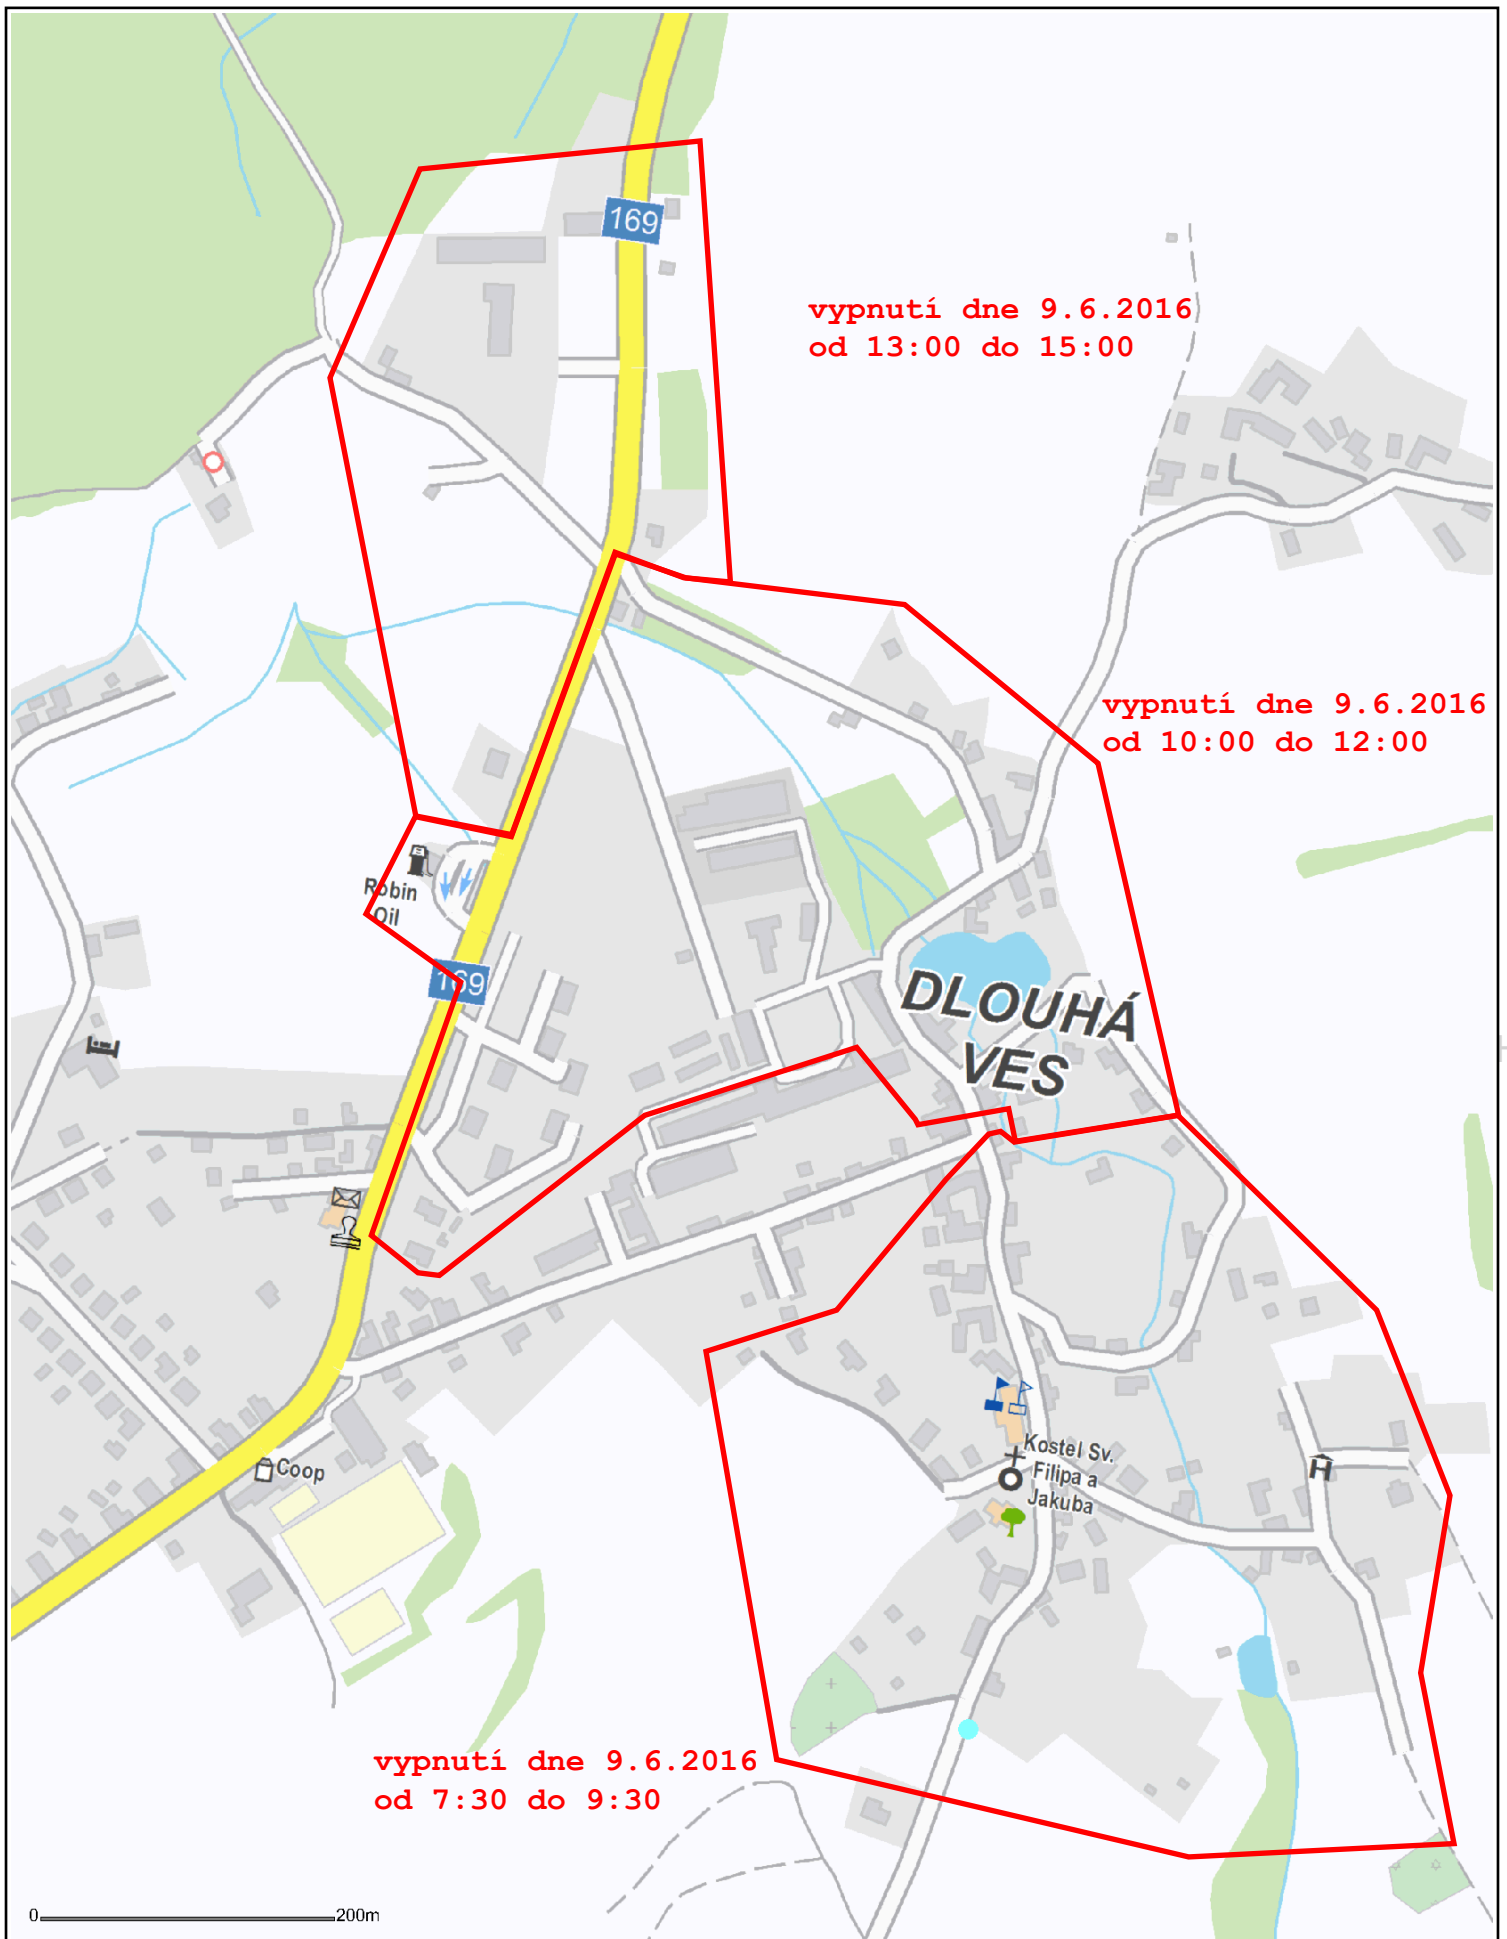 169
vypnutí dne 9.6.2016
od 13:00 do 15:00
vypnutí dne 9.6.2016
od 10:00 do 12:00
Robin
Oil
169
DLOUHÁ
VES
Kostel Sv.
Filipa a
Jakuba
H
Coop
vypnutí dne 9.6.2016
od 7:30 do 9:30
0
200m